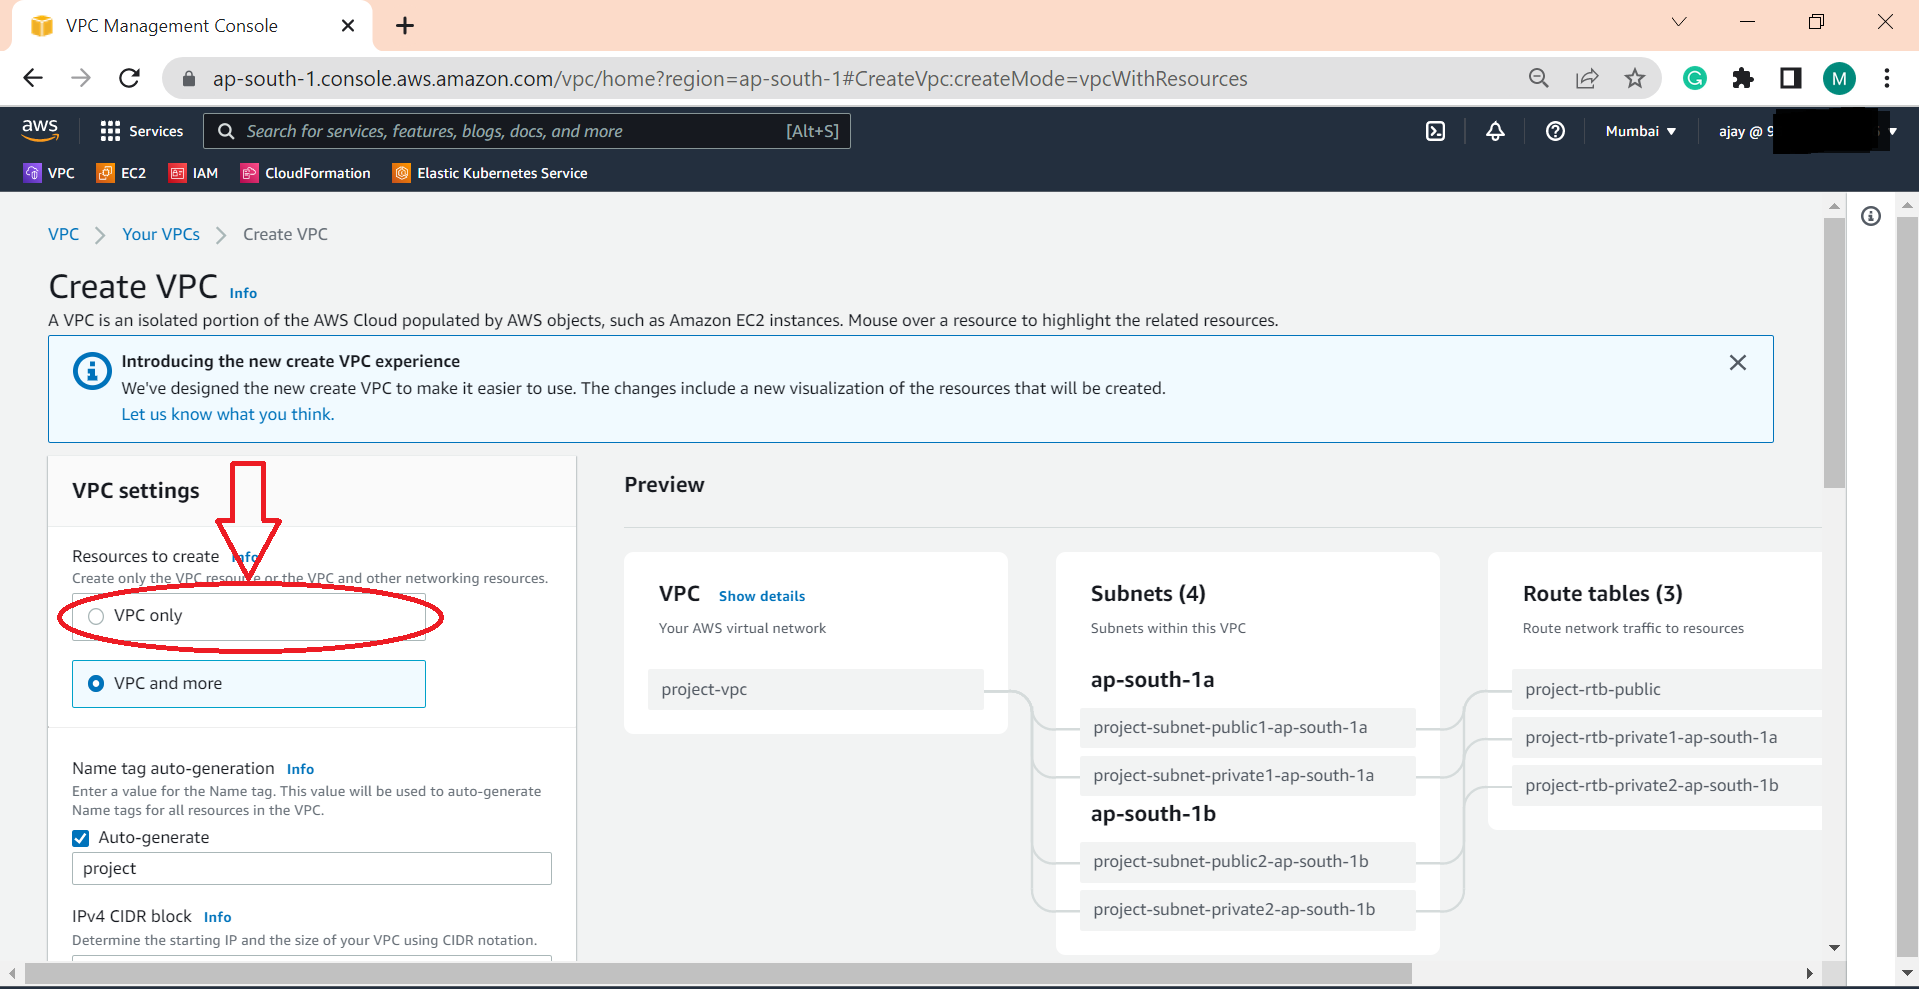 VPC Management Console
ap-south-1.console.aws.amazon.com/vpc/home?region=ap-south-1#CreateVpc:createMode=vpcWithResources
M
aws Services Search for services, features, blogs, docs, and more [Alt+S] Mumbai ajay @ 9
VPC EC2 IAM CloudFormation Elastic Kubernetes Service
VPC Your VPCs Create VPC
Create VPC Info
A VPC is an isolated portion of the AWS Cloud populated by AWS objects, such as Amazon EC2 instances. Mouse over a resource to highlight the related resources.
Introducing the new create VPC experience
We've designed the new create VPC to make it easier to use. The changes include a new visualization of the resources that will be created.
Let us know what you think.
VPC settings
Resources to create Info
Create only the VPC resource or the VPC and other networking resources.
VPC only
VPC and more
Name tag auto-generation Info
Enter a value for the Name tag. This value will be used to auto-generate
Name tags for all resources in the VPC.
Auto-generate
project
IPv4 CIDR block Info
Determine the starting IP and the size of your VPC using CIDR notation.
Preview
VPC Show details
Your AWS virtual network
project-vpc
Subnets (4)
Subnets within this VPC
ap-south-1a
project-subnet-public1-ap-south-1a
project-subnet-private1-ap-south-1a
ap-south-1b
project-subnet-public2-ap-south-1b
project-subnet-private2-ap-south-1b
Route tables (3)
Route network traffic to resources
project-rtb-public
project-rtb-private1-ap-south-1a
project-rtb-private2-ap-south-1b